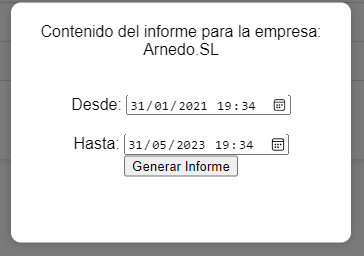 Contenido del informe para la empresa:
Arnedo.SL
Desde: 31/01/2021 19:34
Hasta: 31/05/2023 19:34
Generar Informe